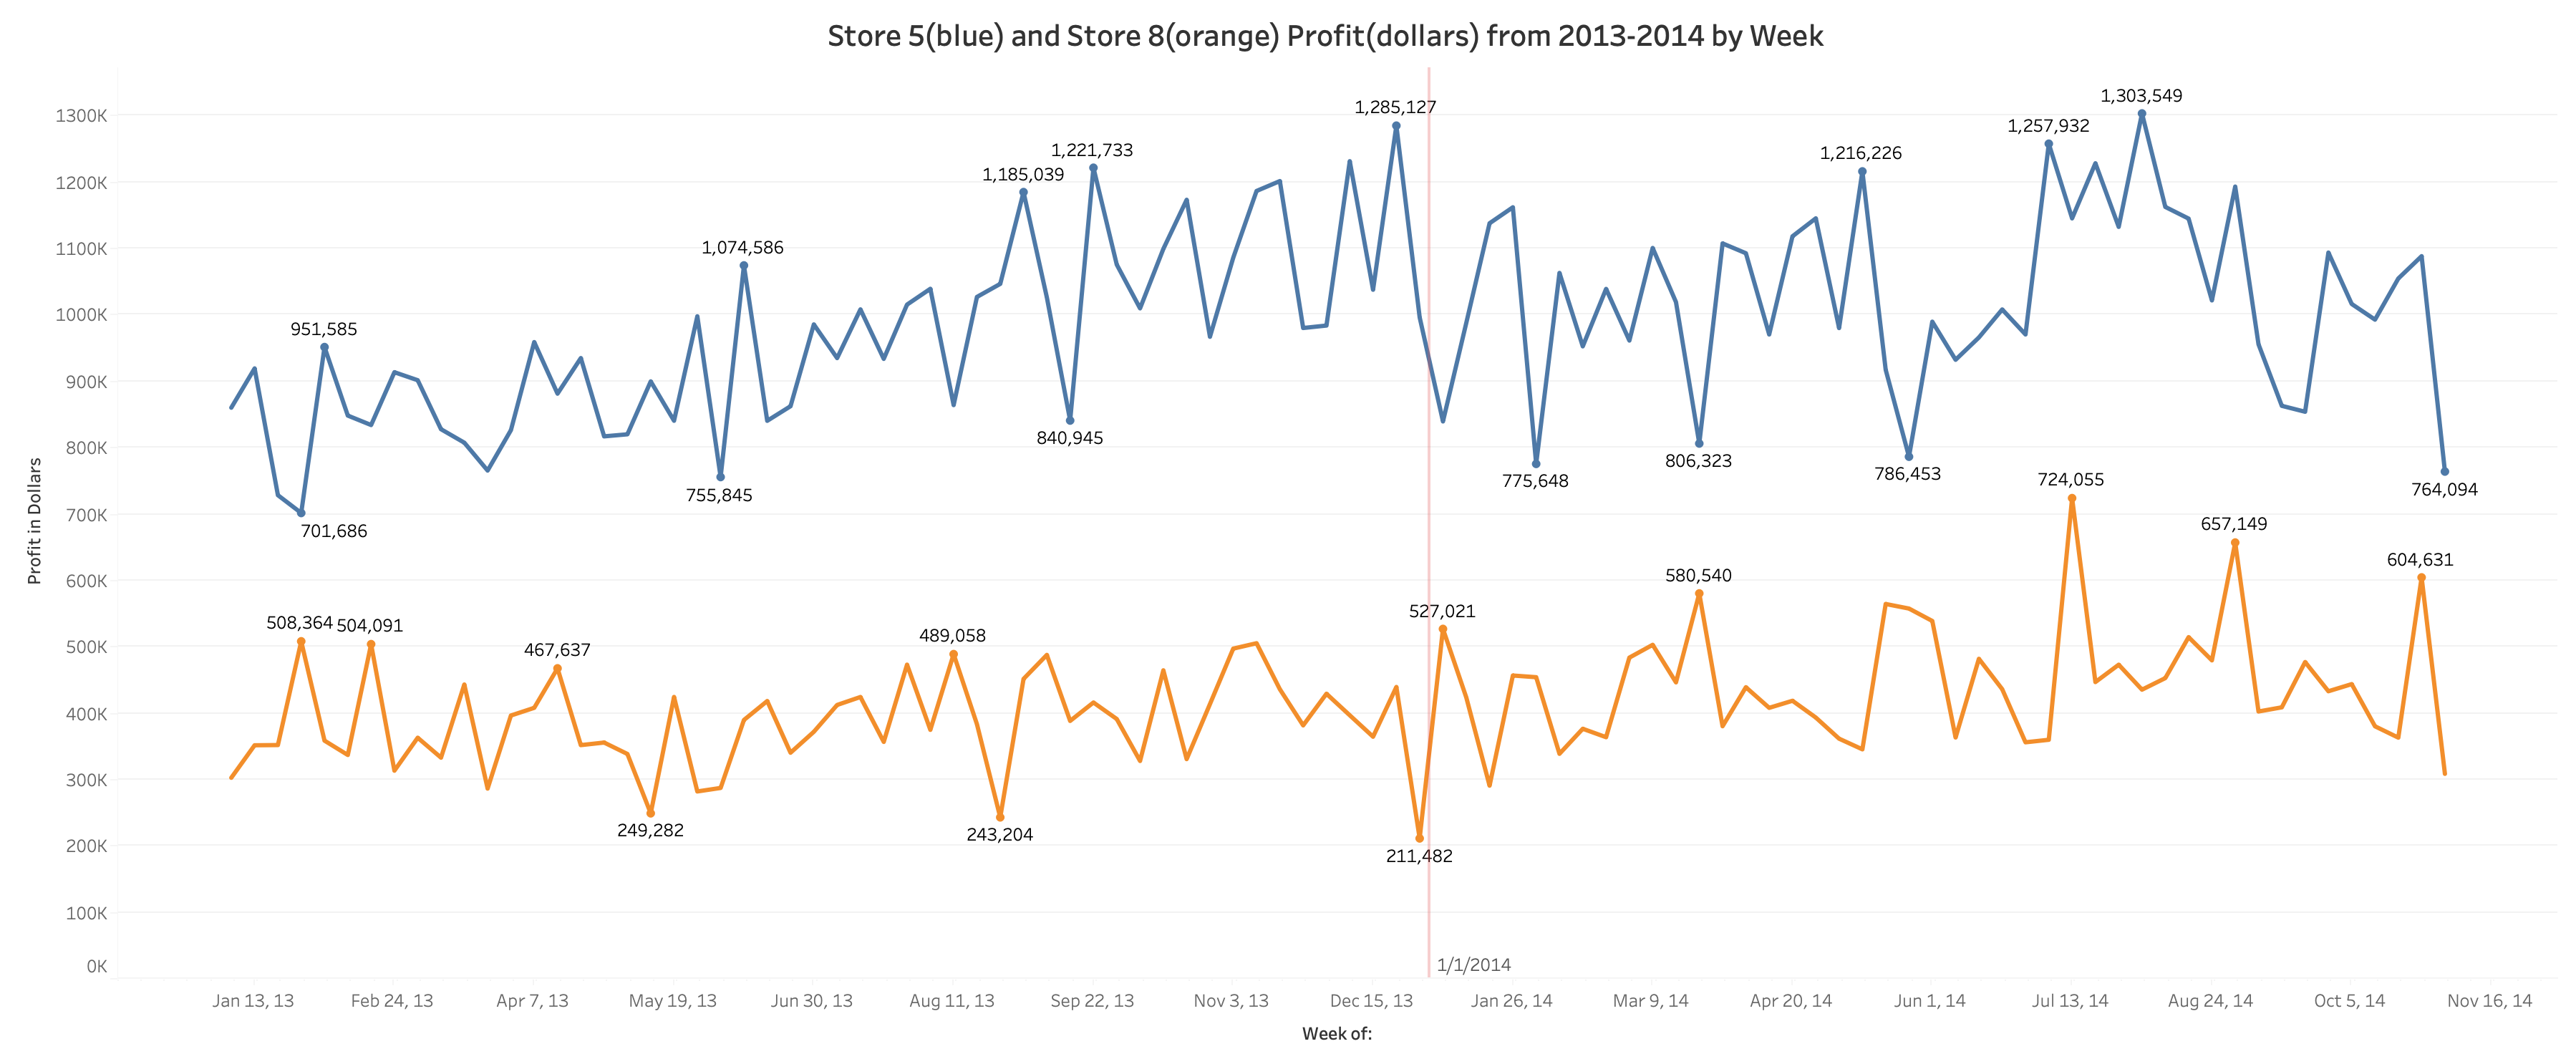 Store 5(blue) and Store 8(orange) Profit(dollars) from 2013-2014 by Week
Profit in Dollars
1300K
1200K
1100K
1000K
900K
800K
700K
600K
500K
400K
300K
200K
100K
0K
951,585
701,686
755,845
1,074,586
1,185,039
840,945
1,221,733
1,285,127
775,648
806,323
1,216,226
786,453
1,257,932
1,303,549
764,094
508,364
504,091
467,637
249,282
489,058
243,204
211,482
527,021
580,540
724,055
657,149
604,631
1/1/2014
Jan 13, 13
Feb 24, 13
Apr 7, 13
May 19, 13
Jun 30, 13
Aug 11, 13
Sep 22, 13
Nov 3, 13
Dec 15, 13
Jan 26, 14
Mar 9, 14
Apr 20, 14
Jun 1, 14
Jul 13, 14
Aug 24, 14
Oct 5, 14
Nov 16, 14
Week of: